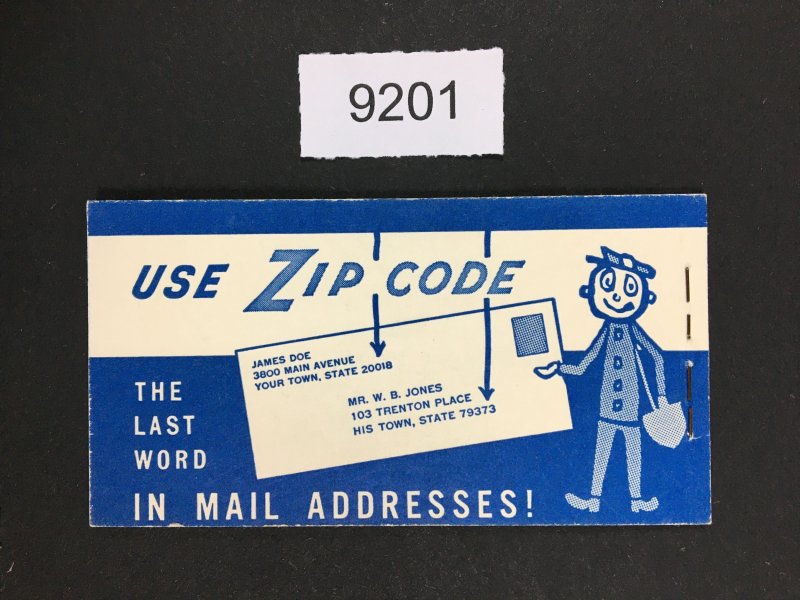 9201
USE ZIP CODE
JAMES DOE
3800 MAIN AVENUE
YOUR TOWN, STATE 20018
MR. W. B. JONES
103 TRENTON PLACE
HIS TOWN, STATE 79373
THE
LAST
WORD
IN MAIL ADDRESSES!